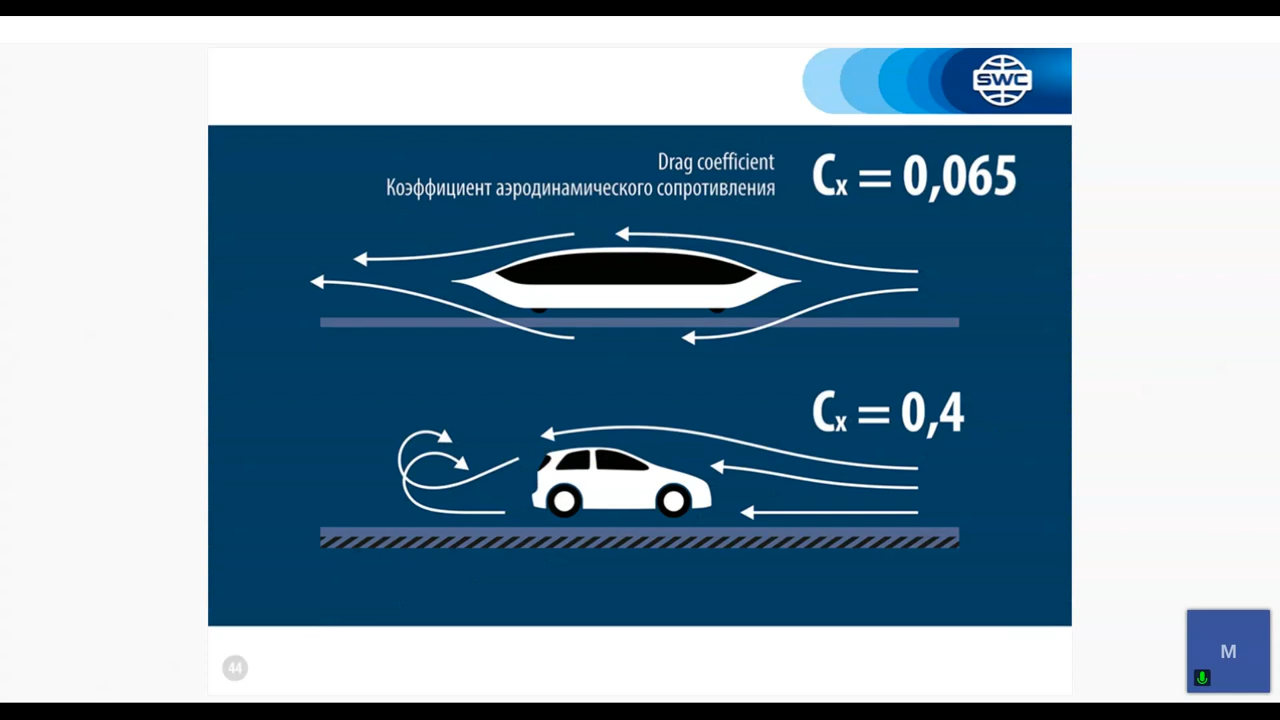 SWC
Drag coefficient
Коэффициент аэродинамического сопротивления
Cx = 0,065
Cx = 0,4
44
M